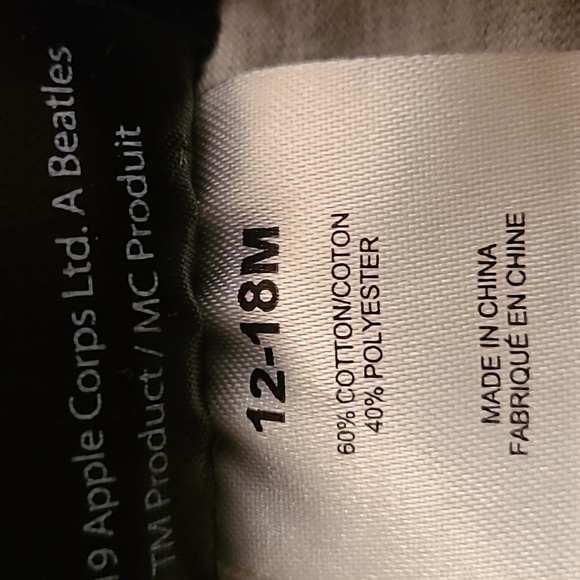 19 Apple Corps Ltd. A Beatles
TM Product / MC Produit
12-18M
60% COTTON/COTON
40% POLYESTER
MADE IN CHINA
FABRIQUÉ EN CHINE